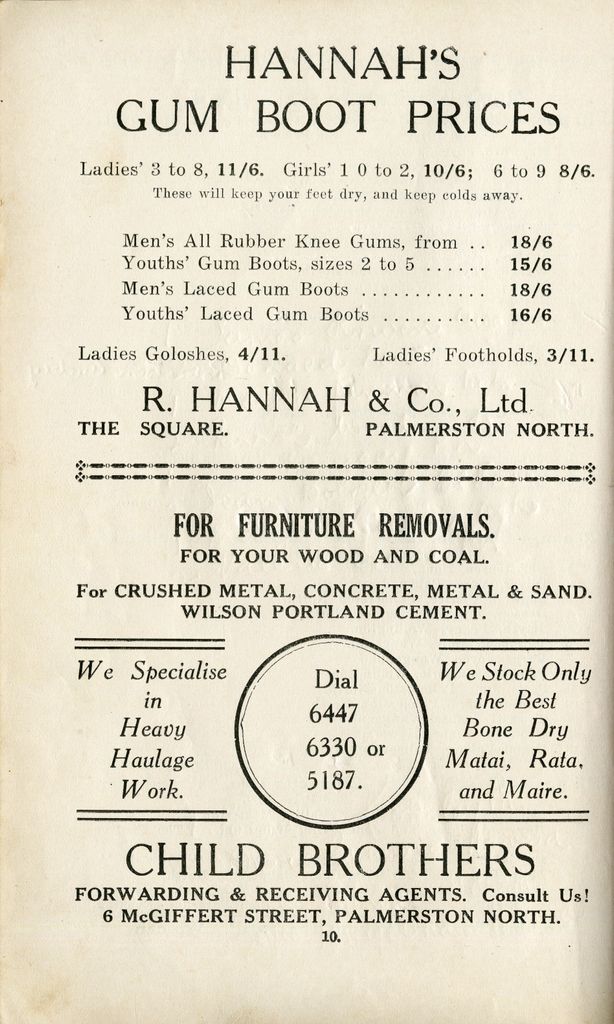 HANNAH'S
GUM BOOT PRICES
Ladies' 3 to 8, 11/6. Girls' 1 0 to 2, 10/6; 6 to 9 8/6.
These will keep your feet dry, and keep colds away.
Men's All Rubber Knee Gums, from .. 18/6
Youths' Gum Boots, sizes 2 to 5 ...... 15/6
Men's Laced Gum Boots ............ 18/6
Youths' Laced Gum Boots .......... 16/6
Ladies Goloshes, 4/11. Ladies' Footholds, 3/11.
R. HANNAH & Co., Ltd.
THE SQUARE. PALMERSTON NORTH.
FOR FURNITURE REMOVALS.
FOR YOUR WOOD AND COAL.
For CRUSHED METAL, CONCRETE, METAL & SAND.
WILSON PORTLAND CEMENT.
We Specialise
in
Heavy
Haulage
Work.
Dial
6447
6330 or
5187.
We Stock Only
the Best
Bone Dry
Matai, Rata,
and Maire.
CHILD BROTHERS
FORWARDING & RECEIVING AGENTS. Consult Us!
6 McGIFFERT STREET, PALMERSTON NORTH.
10.